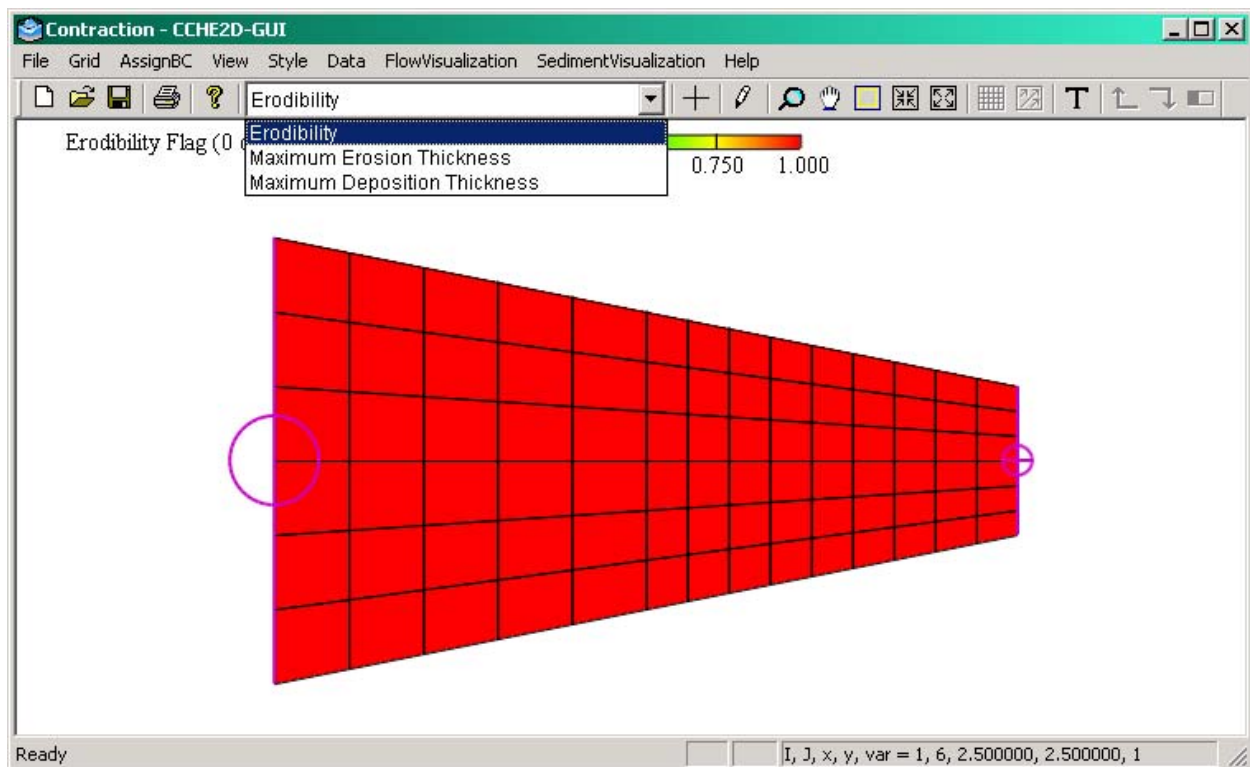 Contraction - CCHE2D-GUI
File Grid AssignBC View Style Data FlowVisualization SedimentVisualization Help
Erodibility
T
Erodibility Flag (0
Erodibility
Maximum Erosion Thickness
Maximum Deposition Thickness
0.750 1.000
Ready
I, J, x, y, var = 1, 6, 2.500000, 2.500000, 1